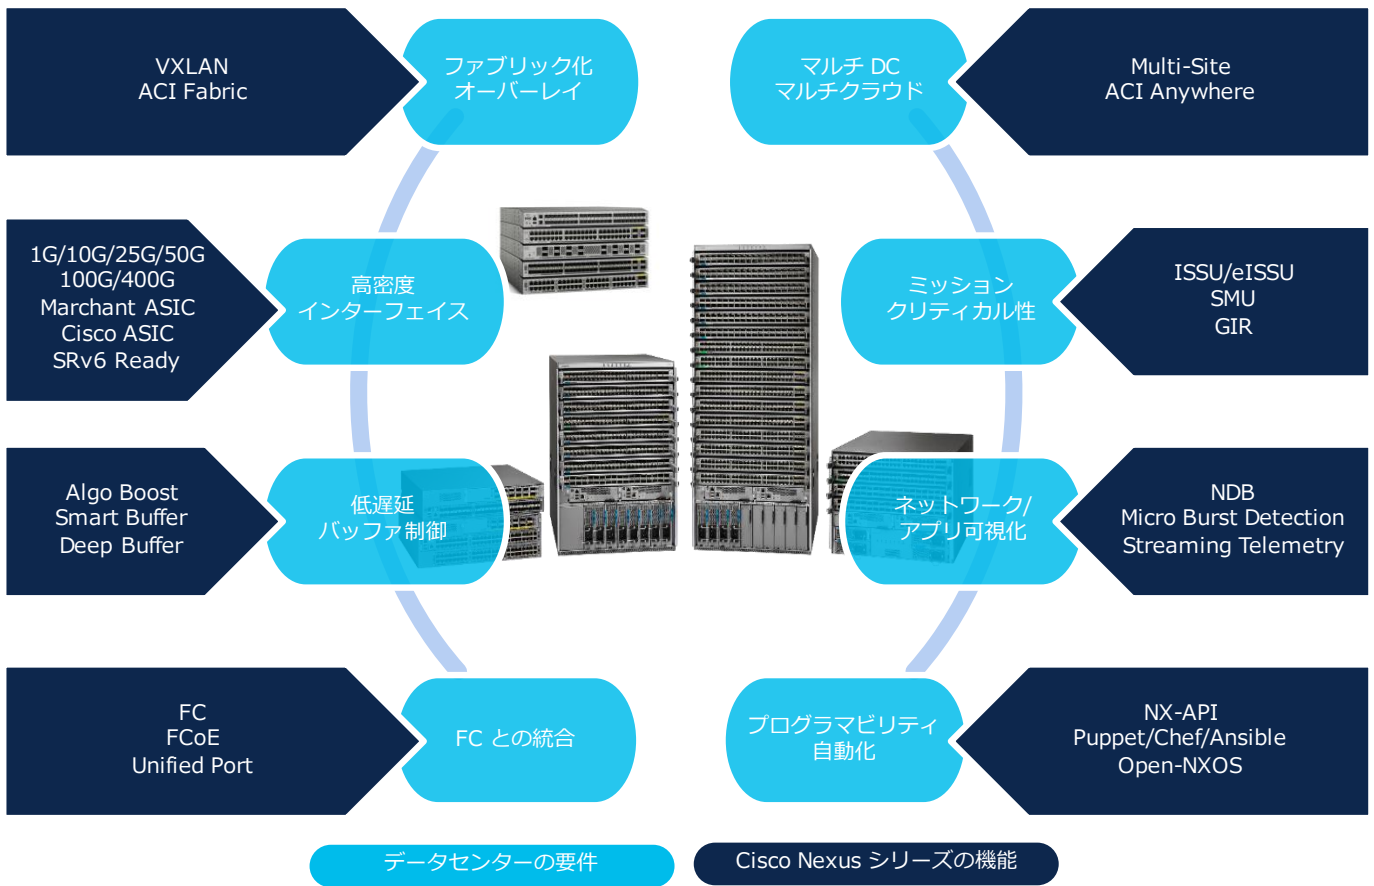 VXLAN
ACI Fabric
ファブリック化
オーバーレイ
マルチ DC
マルチクラウド
Multi-Site
ACI Anywhere
1G/10G/25G/50G
100G/400G
Marchant ASIC
Cisco ASIC
SRv6 Ready
高密度
インターフェイス
ミッション
クリティカル性
ISSU/eISSU
SMU
GIR
Algo Boost
Smart Buffer
Deep Buffer
低遅延
バッファ制御
ネットワーク/
アプリ可視化
NDB
Micro Burst Detection
Streaming Telemetry
FC
FCoE
Unified Port
FC との統合
プログラマビリティ
自動化
NX-API
Puppet/Chef/Ansible
Open-NXOS
データセンターの要件
Cisco Nexus シリーズの機能